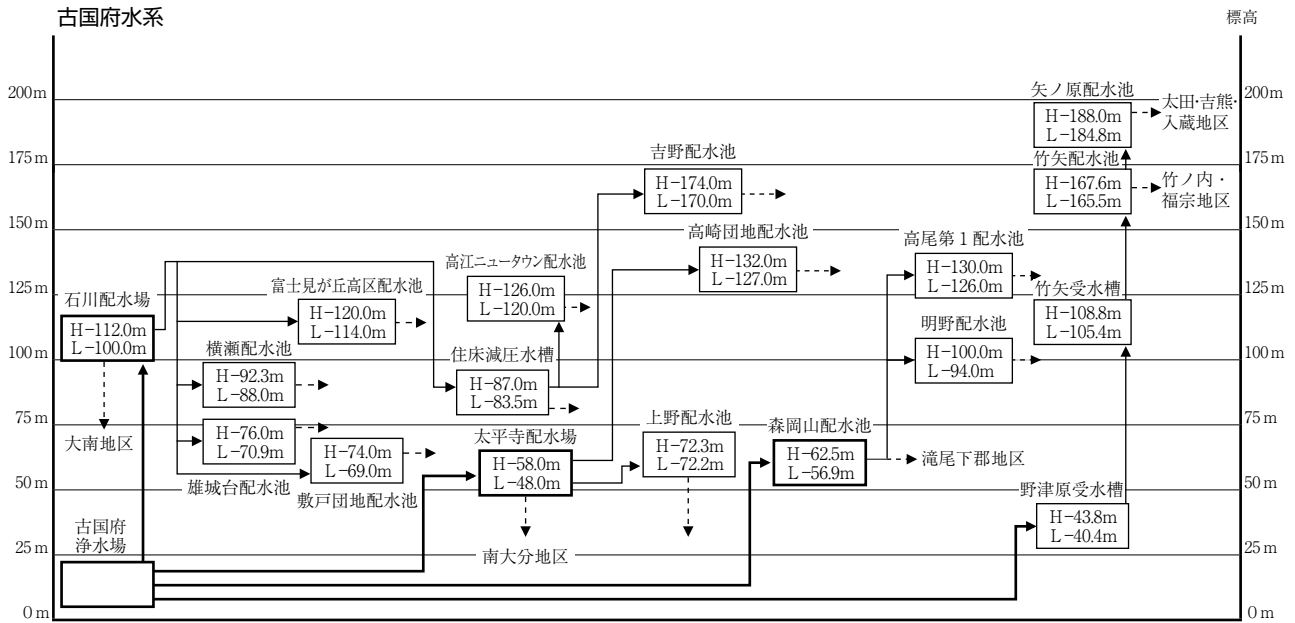 古国府水系
標高
200m
175m
150m
125m
100m
75m
50m
25m
0m
200m
175m
150m
125m
100m
75m
50m
25m
0m
矢ノ原配水池
H-188.0m
L-184.8m
太田・吉熊・
入蔵地区
竹矢配水池
H-167.6m
L-165.5m
竹ノ内・
福宗地区
吉野配水池
H-174.0m
L-170.0m
高崎団地配水池
H-132.0m
L-127.0m
高尾第1配水池
H-130.0m
L-126.0m
高江ニュータウン配水池
H-126.0m
L-120.0m
富士見が丘高区配水池
H-120.0m
L-114.0m
石川配水場
H-112.0m
L-100.0m
竹矢受水槽
H-108.8m
L-105.4m
明野配水池
H-100.0m
L-94.0m
横瀬配水池
H-92.3m
L-88.0m
住床減圧水槽
H-87.0m
L-83.5m
大南地区
H-76.0m
L-70.9m
雄城台配水池
H-74.0m
L-69.0m
敷戸団地配水池
太平寺配水場
H-58.0m
L-48.0m
上野配水池
H-72.3m
L-72.2m
森岡山配水池
H-62.5m
L-56.9m
滝尾下郡地区
野津原受水槽
H-43.8m
L-40.4m
南大分地区
古国府
浄水場